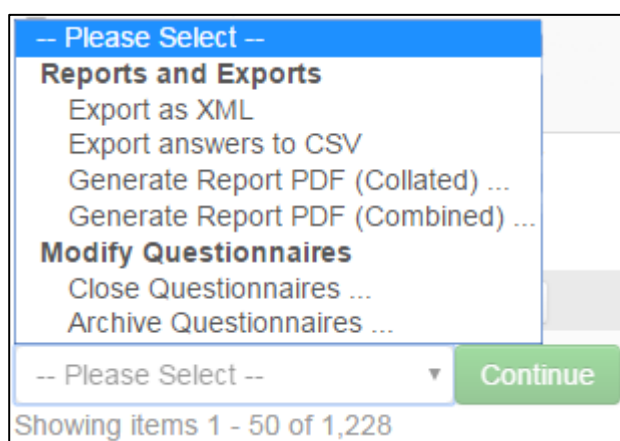 -- Please Select --
Reports and Exports
Export as XML
Export answers to CSV
Generate Report PDF (Collated) ...
Generate Report PDF (Combined) ...
Modify Questionnaires
Close Questionnaires ...
Archive Questionnaires ...
-- Please Select -- ▼ Continue
Showing items 1 - 50 of 1,228